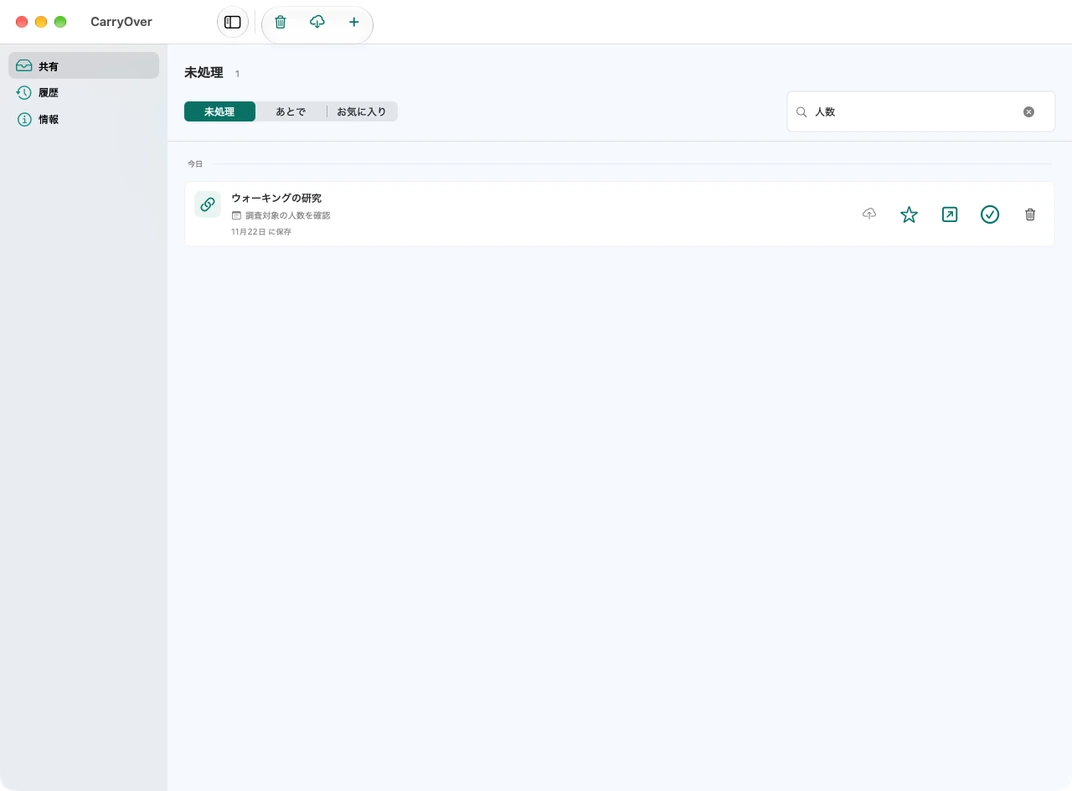 CarryOver
共有
履歴
情報
未処理 1
未処理 あとで お気に入り
人数
今日
ウォーキングの研究
調査対象の人数を確認
11月22日 に保存